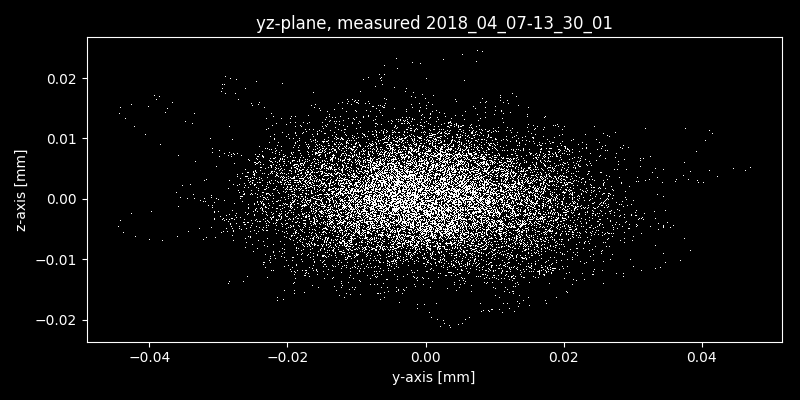 yz-plane, measured 2018_04_07-13_30_01
0.02
0.01
0.00
−0.01
−0.02
z-axis [mm]
−0.04 −0.02 0.00 0.02 0.04
y-axis [mm]